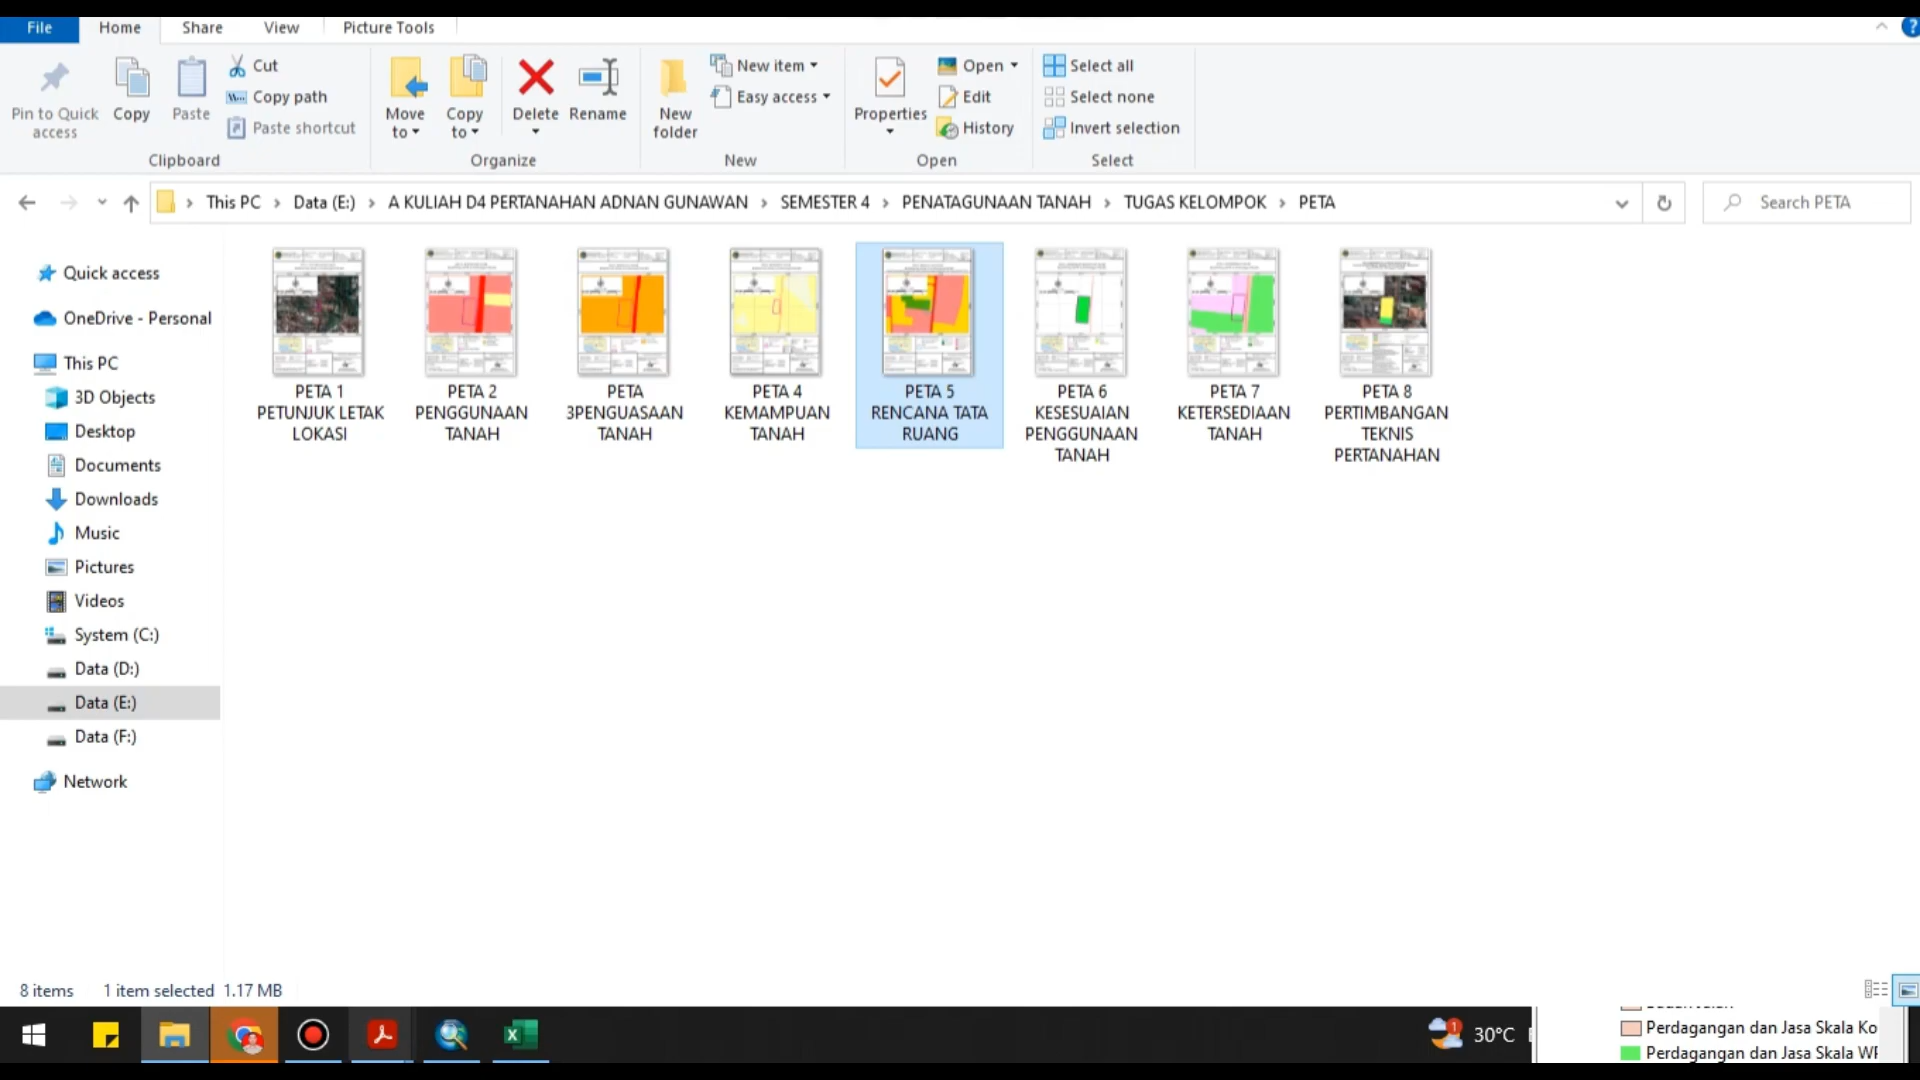 File Home Share View Picture Tools
Pin to Quick access
Copy
Paste
Cut
Copy path
Paste shortcut
Clipboard
Move to
Copy to
Delete
Rename
Organize
New folder
New item
Easy access
New
Properties
Open
Edit
History
Open
Select all
Select none
Invert selection
Select
This PC > Data (E:) > A KULIAH D4 PERTANAHAN ADNAN GUNAWAN > SEMESTER 4 > PENATAGUNAAN TANAH > TUGAS KELOMPOK > PETA
Search PETA
Quick access
OneDrive - Personal
This PC
3D Objects
Desktop
Documents
Downloads
Music
Pictures
Videos
System (C:)
Data (D:)
Data (E:)
Data (F:)
Network
PETA 1
PETUNJUK LETAK
LOKASI
PETA 2
PENGGUNAAN
TANAH
PETA
3PENGUASAAN
TANAH
PETA 4
KEMAMPUAN
TANAH
PETA 5
RENCANA TATA
RUANG
PETA 6
KESESUAIAN
PENGGUNAAN
TANAH
PETA 7
KETERSEDIAAN
TANAH
PETA 8
PERTIMBANGAN
TEKNIS
PERTANAHAN
8 items 1 item selected 1.17 MB
1
30°C
Perdagangan dan Jasa Skala Ko
Perdagangan dan Jasa Skala WP